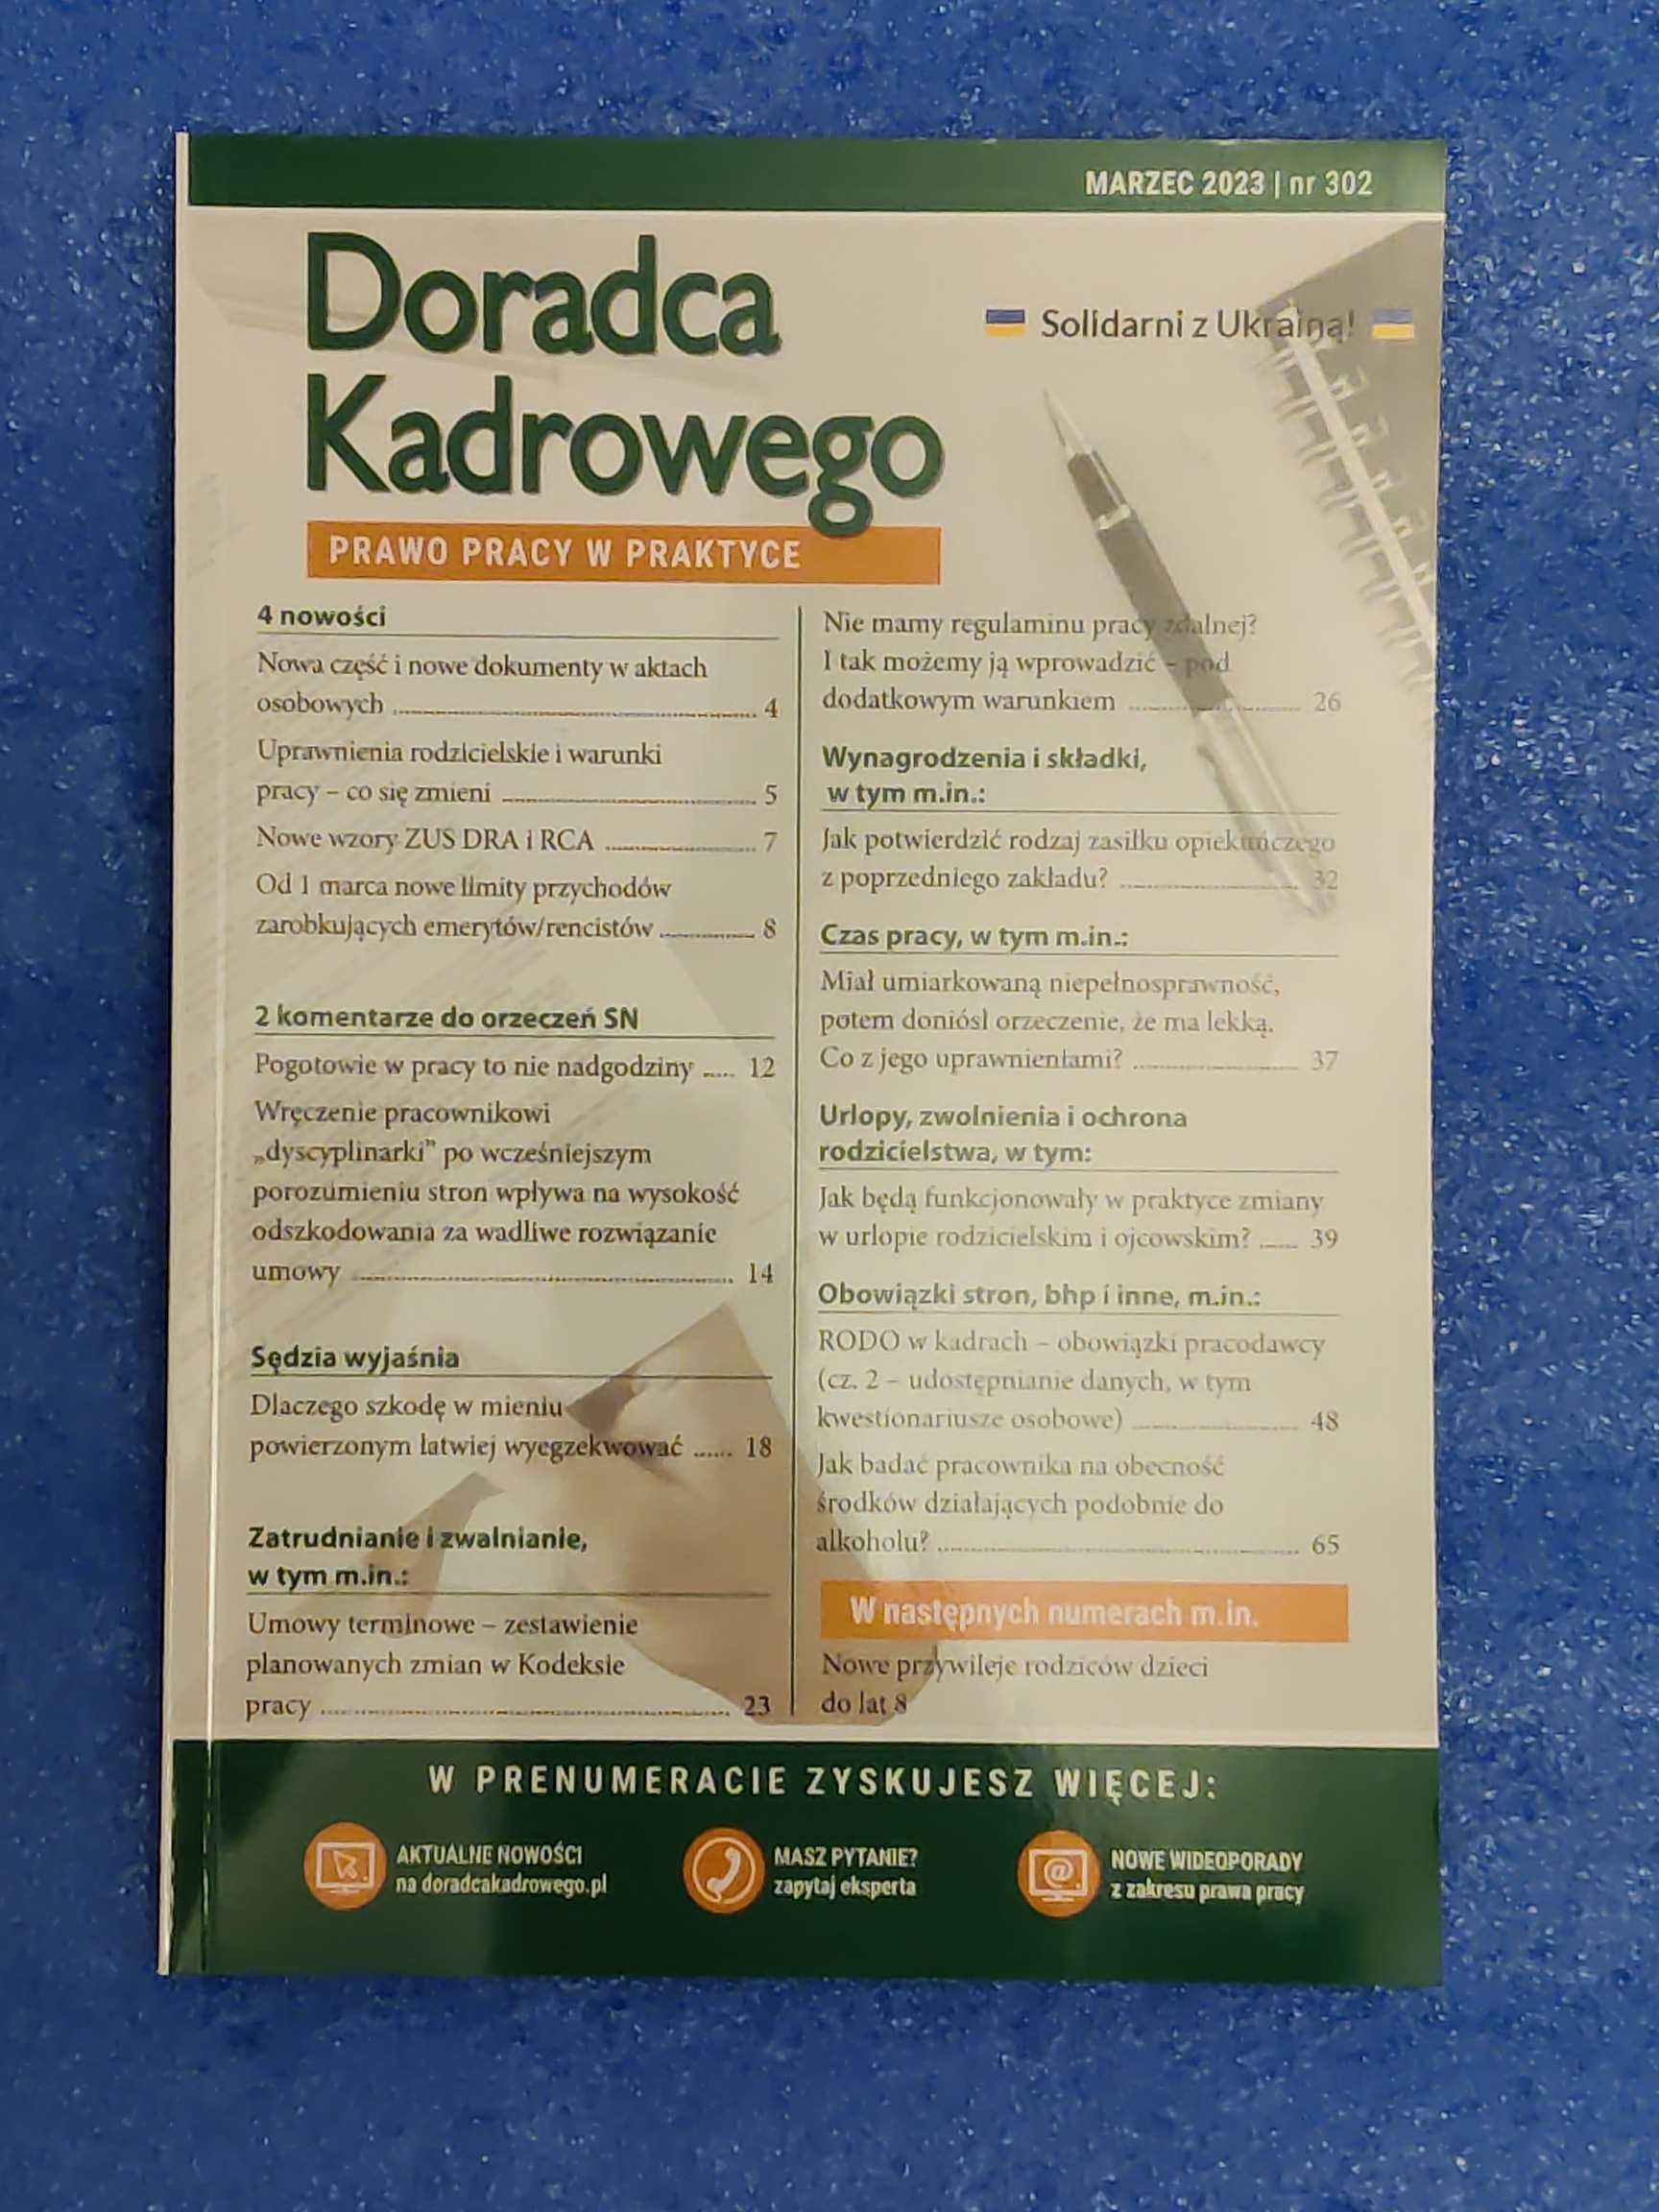 MARZEC 2023 | nr 302
Doradca
Kadrowego
Solidarni z Ukrainą!
PRAWO PRACY W PRAKTYCE
4 nowości
Nowa część i nowe dokumenty w aktach
osobowych 4
Uprawnienia rodzicielskie i warunki
pracy – co się zmieni 5
Nowe wzory ZUS DRA i RCA 7
Od 1 marca nowe limity przychodów
zarobkujących emerytów/rencistów 8
2 komentarze do orzeczeń SN
Pogotowie w pracy to nie nadgodziny 12
Wręczenie pracownikowi
„dyscyplinarki” po wcześniejszym
porozumieniu stron wpływa na wysokość
odszkodowania za wadliwe rozwiązanie
umowy 14
Sędzia wyjaśnia
Dlaczego szkodę w mieniu
powierzonym łatwiej wyegzekwować 18
Zatrudnianie i zwalnianie,
w tym m.in.:
Umowy terminowe – zestawienie
planowanych zmian w Kodeksie
pracy 23
Nie mamy regulaminu pracy zdalnej?
I tak możemy ją wprowadzić – pod
dodatkowym warunkiem 26
Wynagrodzenia i składki,
w tym m.in.:
Jak potwierdzić rodzaj zasiłku opiekuńczego
z poprzedniego zakładu? 32
Czas pracy, w tym m.in.:
Miał umiarkowaną niepełnosprawność,
potem doniósł orzeczenie, że ma lekką.
Co z jego uprawnieniami? 37
Urlopy, zwolnienia i ochrona
rodzicielstwa, w tym:
Jak będą funkcjonowały w praktyce zmiany
w urlopie rodzicielskim i ojcowskim? 39
Obowiązki stron, bhp i inne, m.in.:
RODO w kadrach – obowiązki pracodawcy
(cz. 2 – udostępnianie danych, w tym
kwestionariusze osobowe) 48
Jak badać pracownika na obecność
środków działających podobnie do
alkoholu? 65
W następnych numerach m.in.
Nowe przywileje rodziców dzieci
do lat 8
W PRENUMERACIE ZYSKUJESZ WIĘCEJ:
AKTUALNE NOWOŚCI
na doradcakadrowego.pl
MASZ PYTANIE?
zapytaj eksperta
NOWE WIDEOPORADY
z zakresu prawa pracy